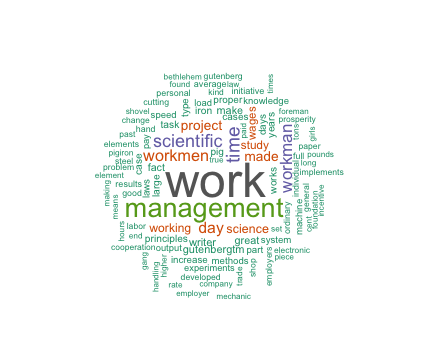 bethlehem gutenberg
found average law times
personal kind initiative
cutting type load proper knowledge
shovel speed iron make foreman
change task project cases wages days years prosperity
past hand pay scientific time paid workman tons girls
elements workmen pig study paper
pigiron case fact true made full pounds
steel long
problem laws work works individual implements
element
making results large management machine general incentive
means good ordinary cent foundation
hours labor working day science set
end principles writer great system
cooperation output gutenbergtm part electronic
gang increase methods shop employers piece
handling higher experiments trade
developed
rate company
employer mechanic